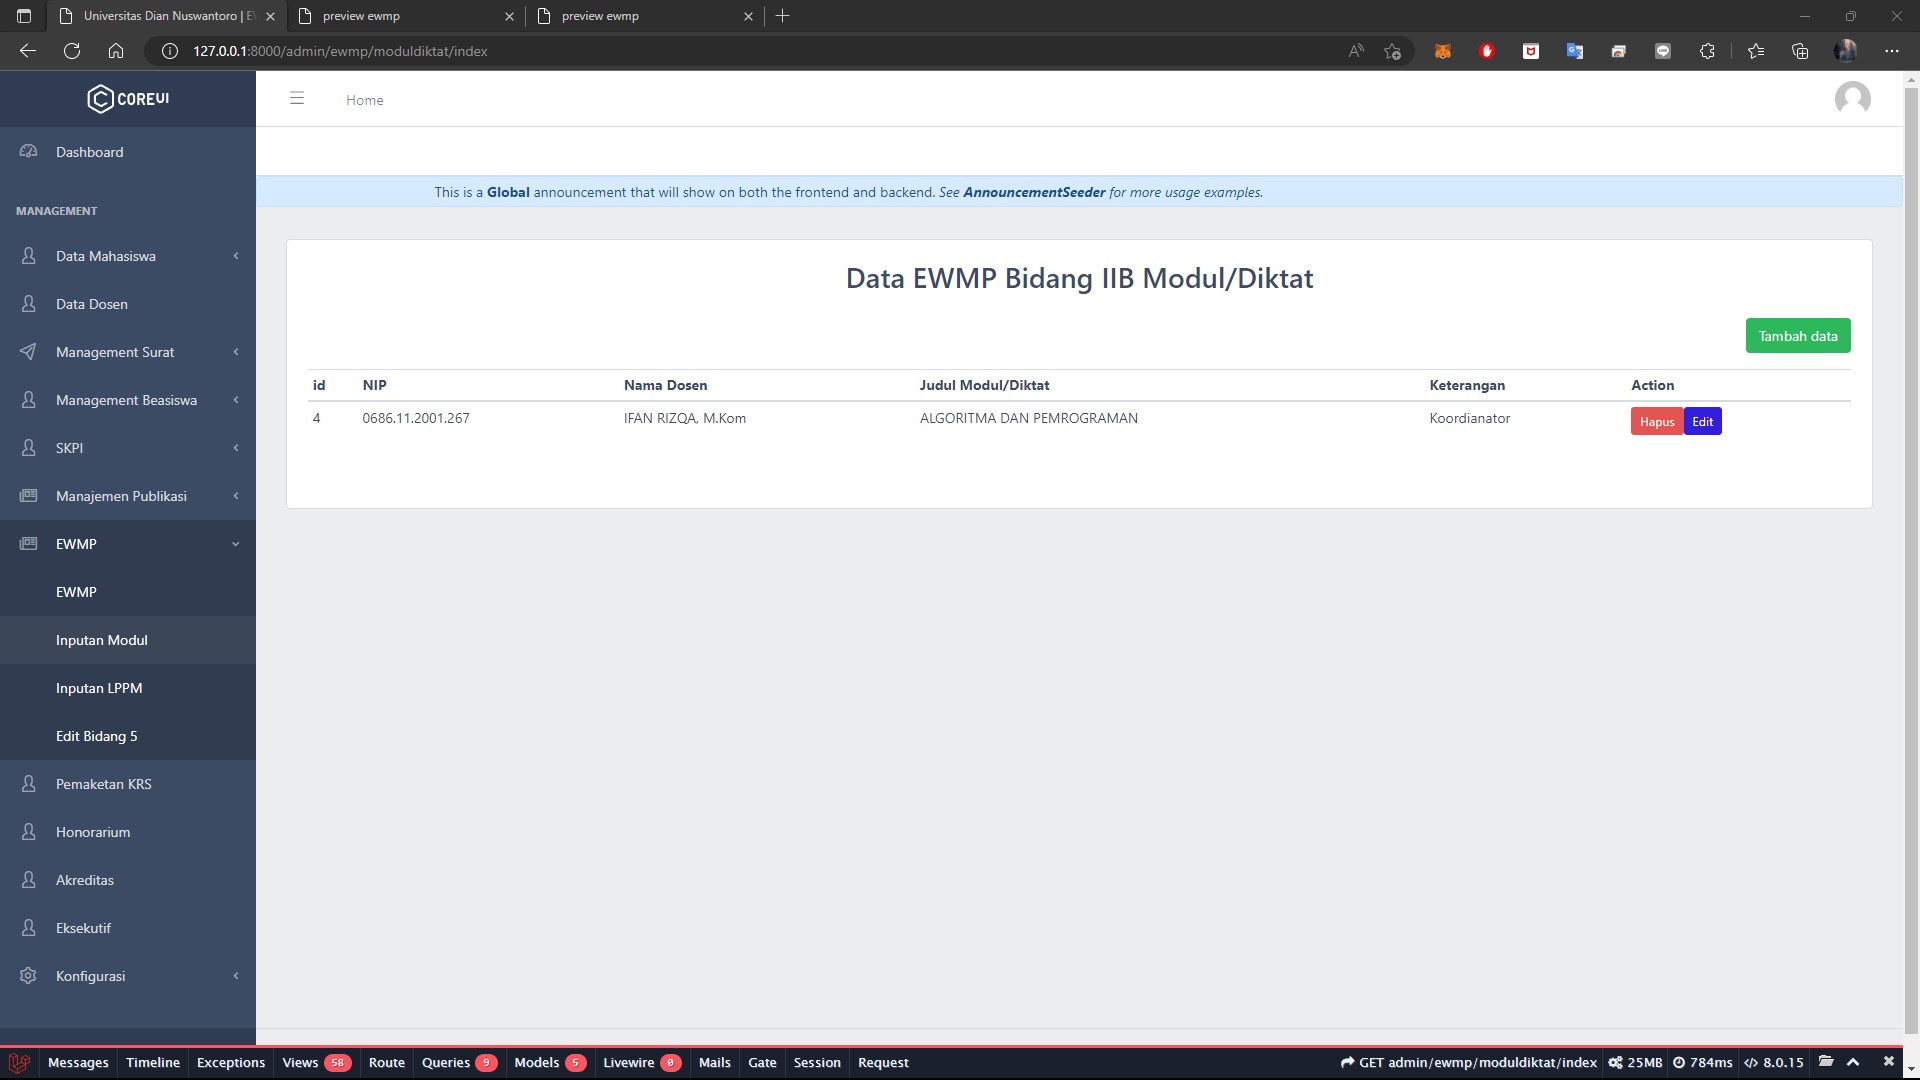 Universitas Dian Nuswantoro | EW
preview ewmp
preview ewmp
127.0.0.1:8000/admin/ewmp/moduldiktat/index
COREUI
Home
Dashboard
This is a Global announcement that will show on both the frontend and backend. See AnnouncementSeeder for more usage examples.
MANAGEMENT
Data Mahasiswa
Data Dosen
Management Surat
Management Beasiswa
SKPI
Manajemen Publikasi
EWMP
EWMP
Inputan Modul
Inputan LPPM
Edit Bidang 5
Pemaketan KRS
Honorarium
Akreditas
Eksekutif
Konfigurasi
Data EWMP Bidang IIB Modul/Diktat
Tambah data
id NIP Nama Dosen Judul Modul/Diktat Keterangan Action
4 0686.11.2001.267 IFAN RIZQA, M.Kom ALGORITMA DAN PEMROGRAMAN Koordianator Hapus Edit
Messages Timeline Exceptions Views 58 Route Queries 9 Models 5 Livewire 0 Mails Gate Session Request GET admin/ewmp/moduldiktat/index 25MB 784ms 8.0.15